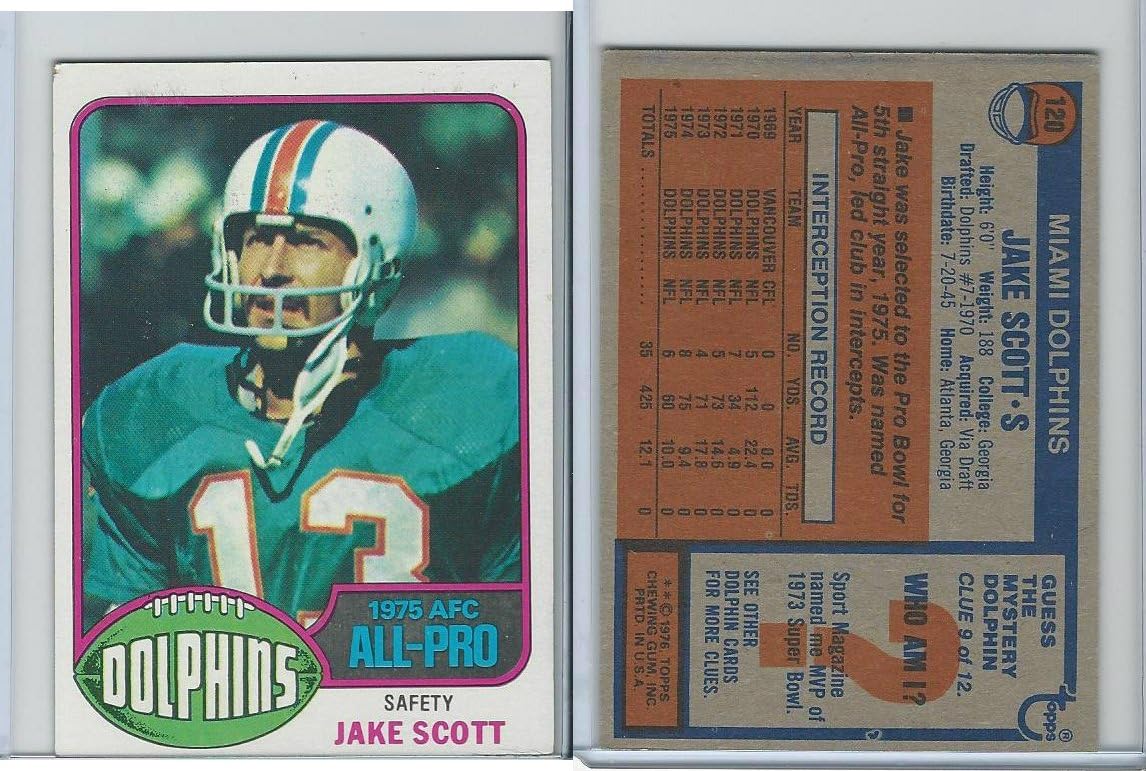 13
1975 AFC
ALL-PRO
DOLPHINS
SAFETY
JAKE SCOTT
120
MIAMI DOLPHINS
JAKE SCOTT • S
Height: 6'0" Weight: 188 College: Georgia
Drafted: Dolphins #7-1970 Acquired: Via Draft
Birthdate: 7-20-45 Home: Atlanta, Georgia
■ Jake was selected to the Pro Bowl for
5th straight year, 1975. Was named
All-Pro, led club in intercepts.
INTERCEPTION RECORD
YEAR TEAM NO. YDS. AVG. TDS.
1969 VANCOUVER CFL 0 0 0.0 0
1970 DOLPHINS NFL 5 112 22.4 0
1971 DOLPHINS NFL 7 34 4.9 0
1972 DOLPHINS NFL 5 73 14.6 0
1973 DOLPHINS NFL 4 71 17.8 0
1974 DOLPHINS NFL 8 75 9.4 0
1975 DOLPHINS NFL 6 60 10.0 0
TOTALS 35 425 12.1 0
GUESS
THE
MYSTERY
DOLPHIN
CLUE 9 of 12.
Topps®
WHO AM I?
?
Sport Magazine
named me MVP of
1973 Super Bowl.
SEE OTHER
DOLPHIN CARDS
FOR MORE CLUES.
**© 1976, TOPPS
CHEWING GUM, INC.
PRTD. IN U.S.A.